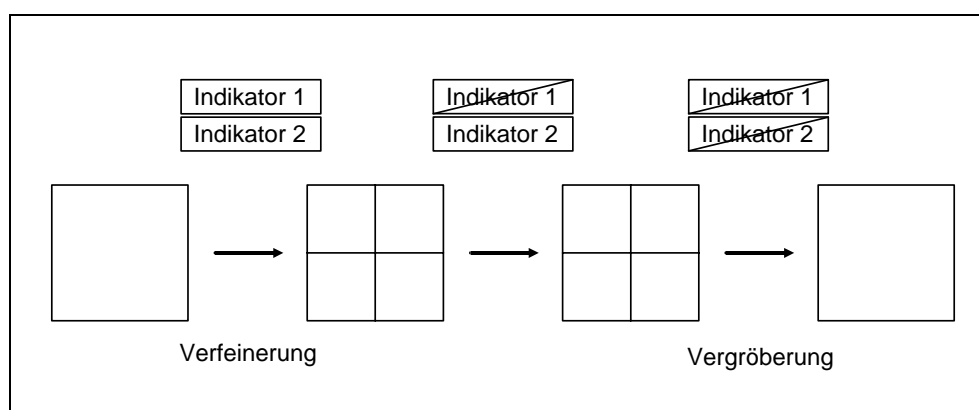 Indikator 1
Indikator 2
Indikator 1
Indikator 2
Indikator 1
Indikator 2
Verfeinerung
Vergröberung